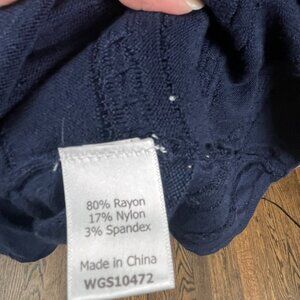 80% Rayon
17% Nylon
3% Spandex
Made in China
WGS10472